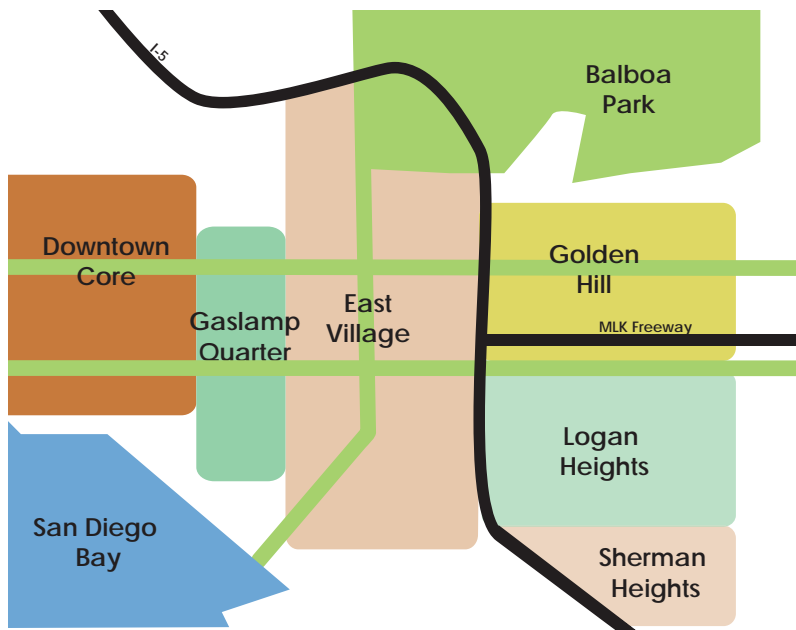 I-5
Balboa
Park
Downtown
Core
Golden
Hill
East
Village
Gaslamp
Quarter
MLK Freeway
Logan
Heights
San Diego
Bay
Sherman
Heights